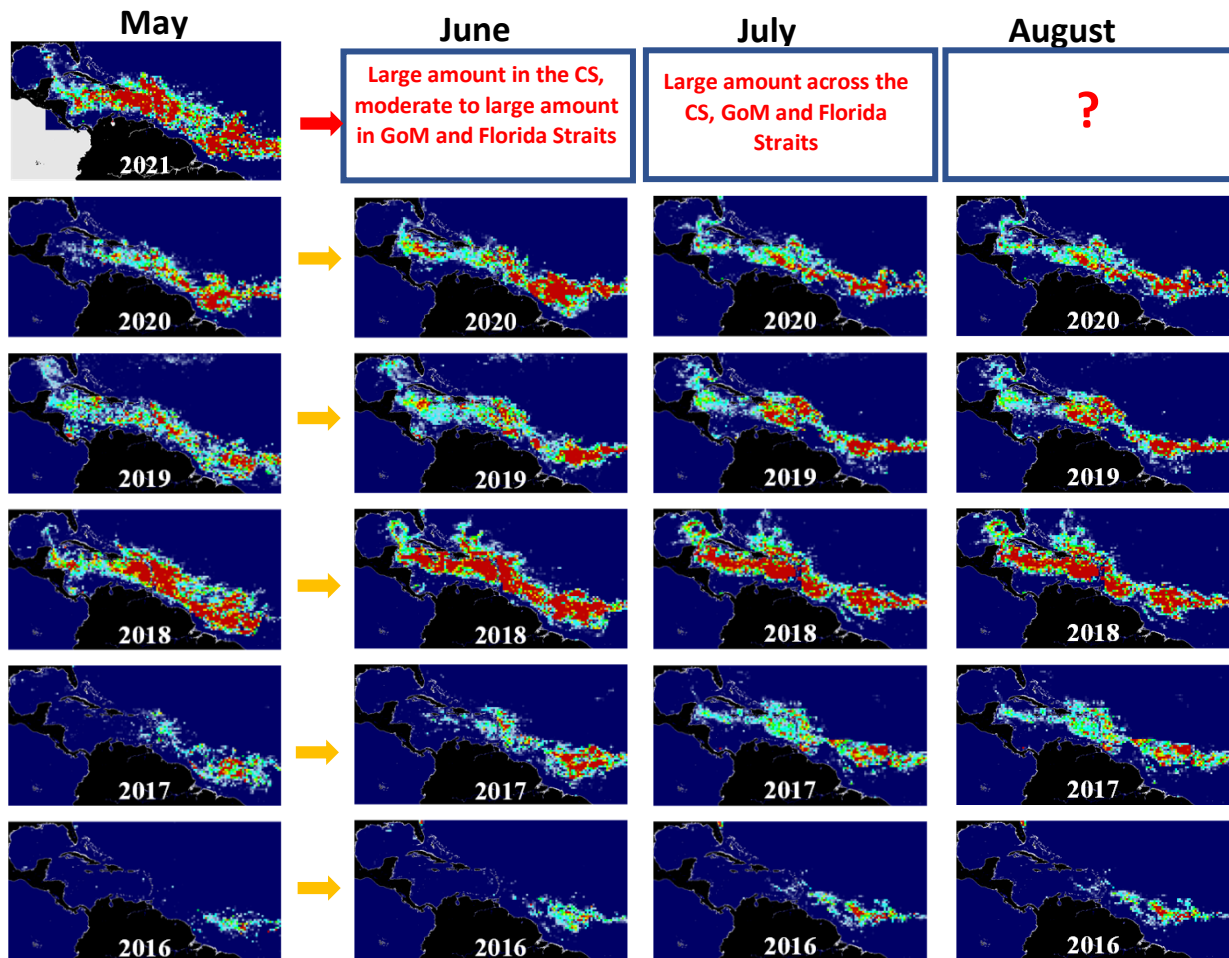 May June July August
2021
Large amount in the CS,
moderate to large amount
in GoM and Florida Straits
Large amount across the
CS, GoM and Florida
Straits
?
2020 2020 2020 2020
2019 2019 2019 2019
2018 2018 2018 2018
2017 2017 2017 2017
2016 2016 2016 2016